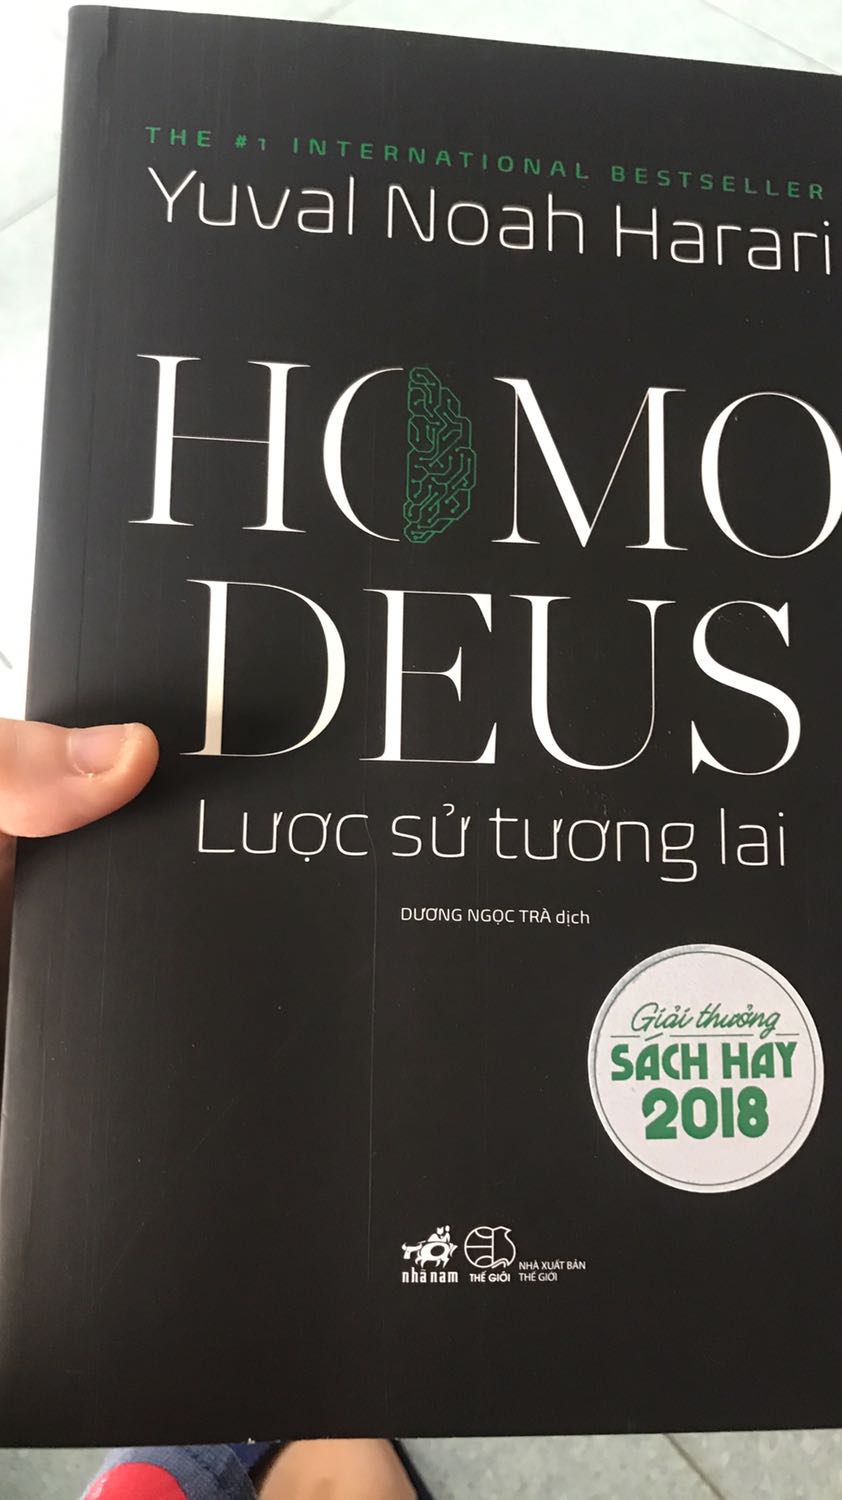 THE #1 INTERNATIONAL BESTSELLER
Yuval Noah Harari
HOMO
DEUS
Lược sử tương lai
DƯƠNG NGỌC TRÀ dịch
Giải thưởng
SÁCH HAY
2018
nhã nam
THẾ GIỚI
NHÀ XUẤT BẢN
THẾ GIỚI